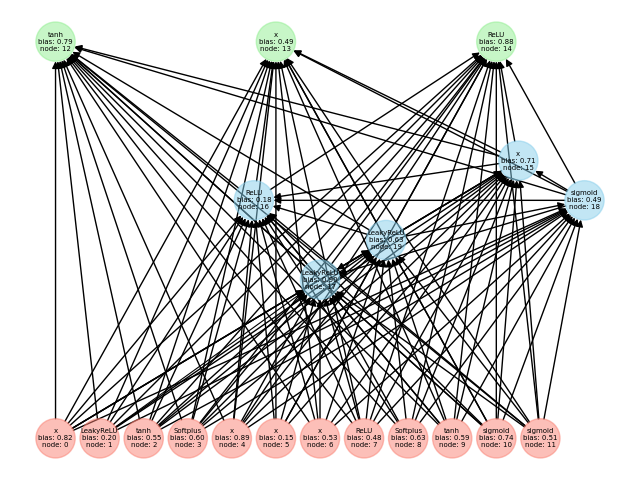 tanh
bias: 0.79
node: 12
x
bias: 0.49
node: 13
ReLU
bias: 0.88
node: 14
x
bias: 0.71
node: 15
ReLU
bias: 0.18
node: 16
sigmoid
bias: 0.49
node: 18
LeakyReLU
bias: 0.63
node: 19
LeakyReLU
node: 17
x
bias: 0.82
node: 0
LeakyReLU
bias: 0.20
node: 1
tanh
bias: 0.55
node: 2
Softplus
bias: 0.60
node: 3
x
bias: 0.89
node: 4
x
bias: 0.15
node: 5
x
bias: 0.53
node: 6
ReLU
bias: 0.48
node: 7
Softplus
bias: 0.63
node: 8
tanh
bias: 0.59
node: 9
sigmoid
bias: 0.74
node: 10
sigmoid
bias: 0.51
node: 11